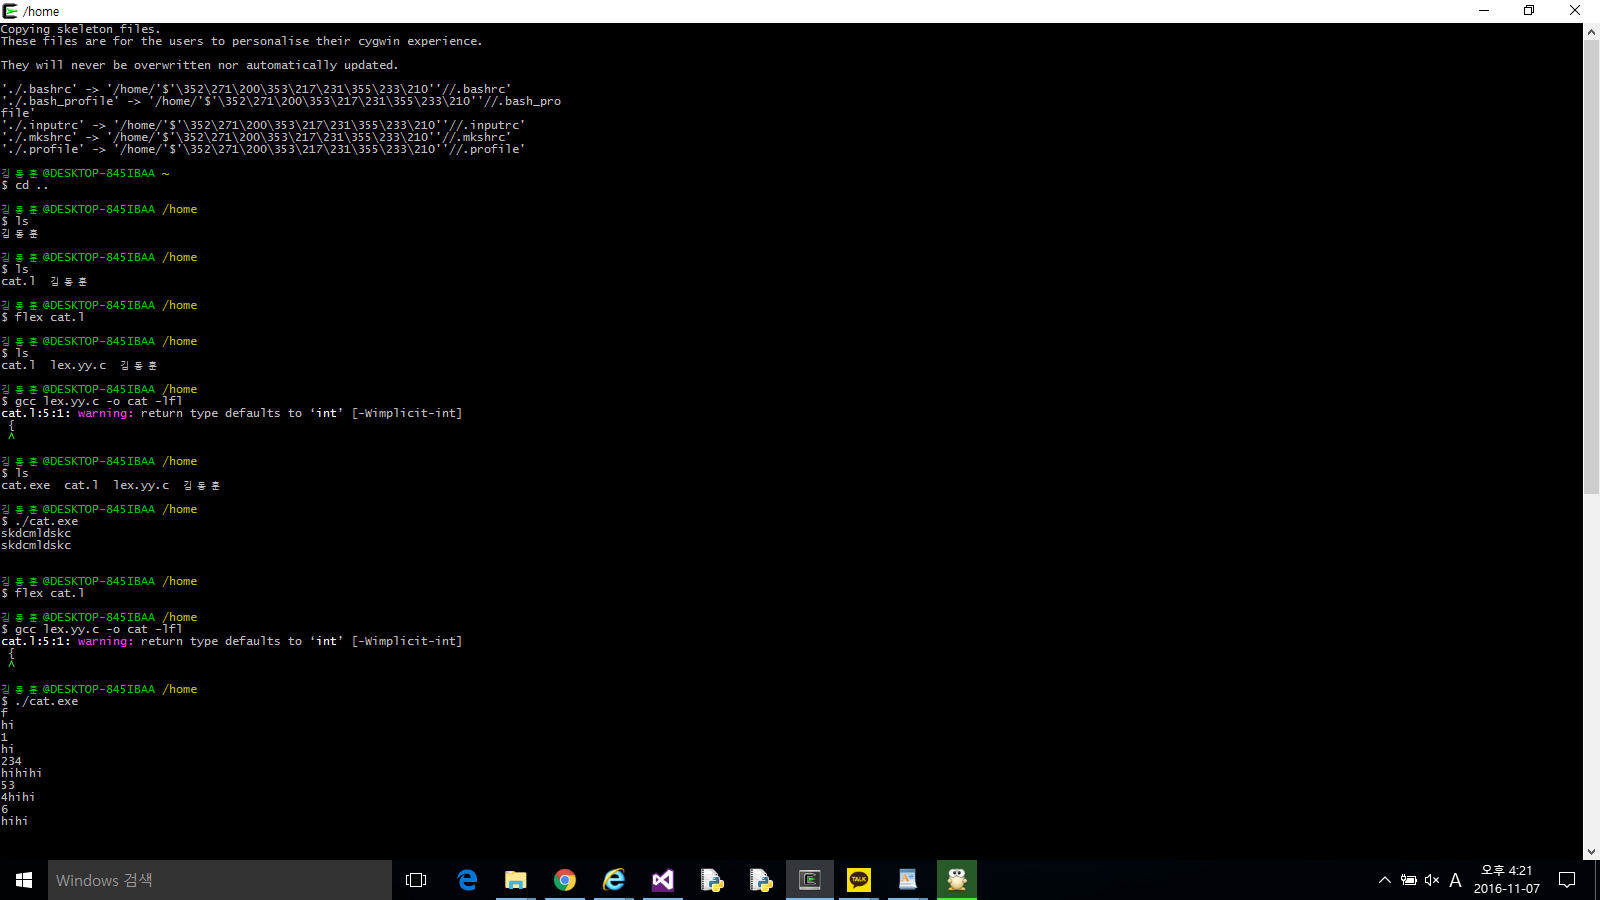 /home
Copying skeleton files.
These files are for the users to personalise their cygwin experience.
They will never be overwritten nor automatically updated.
'./.bashrc' -> '/home/'$'\352\271\200\353\217\231\355\233\210''//.bashrc'
'./.bash_profile' -> '/home/'$'\352\271\200\353\217\231\355\233\210''//.bash_pro
file'
'./.inputrc' -> '/home/'$'\352\271\200\353\217\231\355\233\210''//.inputrc'
'./.mkshrc' -> '/home/'$'\352\271\200\353\217\231\355\233\210''//.mkshrc'
'./.profile' -> '/home/'$'\352\271\200\353\217\231\355\233\210''//.profile'
김동훈@DESKTOP-845IBAA ~
$ cd ..
김동훈@DESKTOP-845IBAA /home
$ ls
김동훈
김동훈@DESKTOP-845IBAA /home
$ ls
cat.l  김동훈
김동훈@DESKTOP-845IBAA /home
$ flex cat.l
김동훈@DESKTOP-845IBAA /home
$ ls
cat.l  lex.yy.c  김동훈
김동훈@DESKTOP-845IBAA /home
$ gcc lex.yy.c -o cat -lfl
cat.l:5:1: warning: return type defaults to ‘int’ [-Wimplicit-int]
{
^
김동훈@DESKTOP-845IBAA /home
$ ls
cat.exe  cat.l  lex.yy.c  김동훈
김동훈@DESKTOP-845IBAA /home
$ ./cat.exe
skdcmldskc
skdcmldskc
김동훈@DESKTOP-845IBAA /home
$ flex cat.l
김동훈@DESKTOP-845IBAA /home
$ gcc lex.yy.c -o cat -lfl
cat.l:5:1: warning: return type defaults to ‘int’ [-Wimplicit-int]
{
^
김동훈@DESKTOP-845IBAA /home
$ ./cat.exe
f
hi
1
hi
234
hihihi
53
4hihi
6
hihi
Windows 검색
TALK
A
오후 4:21
2016-11-07